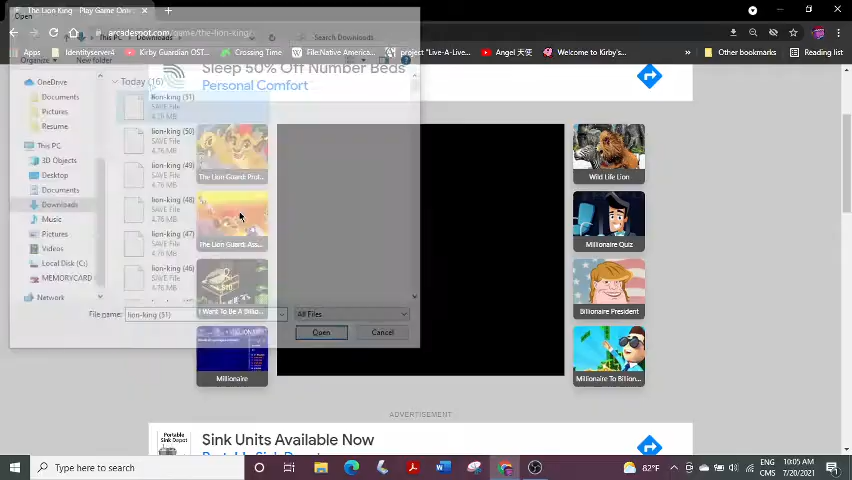 The Lion King - Play Game Onli
Open
This PC
Downloads
Search Downloads
arcadespot.com/game/the-lion-king/
Apps
Identityserver4
Kirby Guardian OST...
Crossing Time
File:Native America...
project "Live-A-Live...
Angel 天使
Welcome to Kirby's...
Other bookmarks
Reading list
Organize
New folder
Sleep 50% Off Number Beds
Personal Comfort
OneDrive
Documents
Pictures
Resume
This PC
3D Objects
Desktop
Documents
Downloads
Music
Pictures
Videos
Local Disk (C:)
MEMORYCARD
Network
Today (16)
lion-king (51)
SAVE File
4.76 MB
lion-king (50)
SAVE File
4.76 MB
lion-king (49)
SAVE File
4.76 MB
lion-king (48)
SAVE File
4.76 MB
lion-king (47)
SAVE File
4.76 MB
lion-king (46)
SAVE File
4.76 MB
File name:
lion-king (51)
All Files
Open
Cancel
The Lion Guard: Prot...
The Lion Guard: Ass...
I Want To Be A Billio...
Millionaire
Wild Life Lion
Millionaire Quiz
Billionaire President
Millionaire To Billion...
ADVERTISEMENT
Portable
Sink Depot
Sink Units Available Now
Type here to search
82°F
ENG
CMS
10:05 AM
7/20/2021